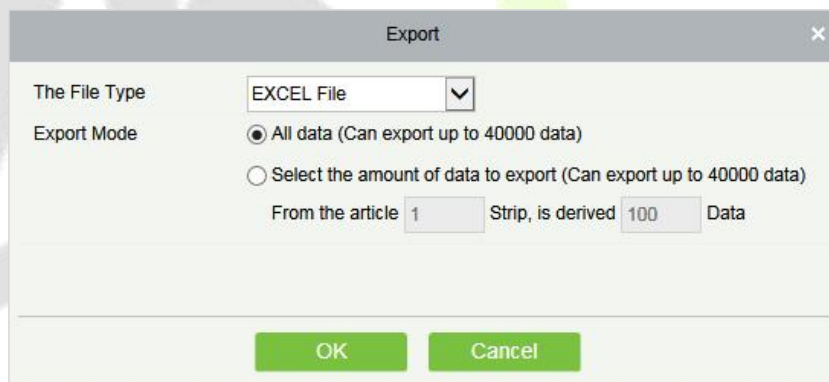 Export
The File Type EXCEL File
Export Mode All data (Can export up to 40000 data)
Select the amount of data to export (Can export up to 40000 data)
From the article 1 Strip, is derived 100 Data
OK Cancel